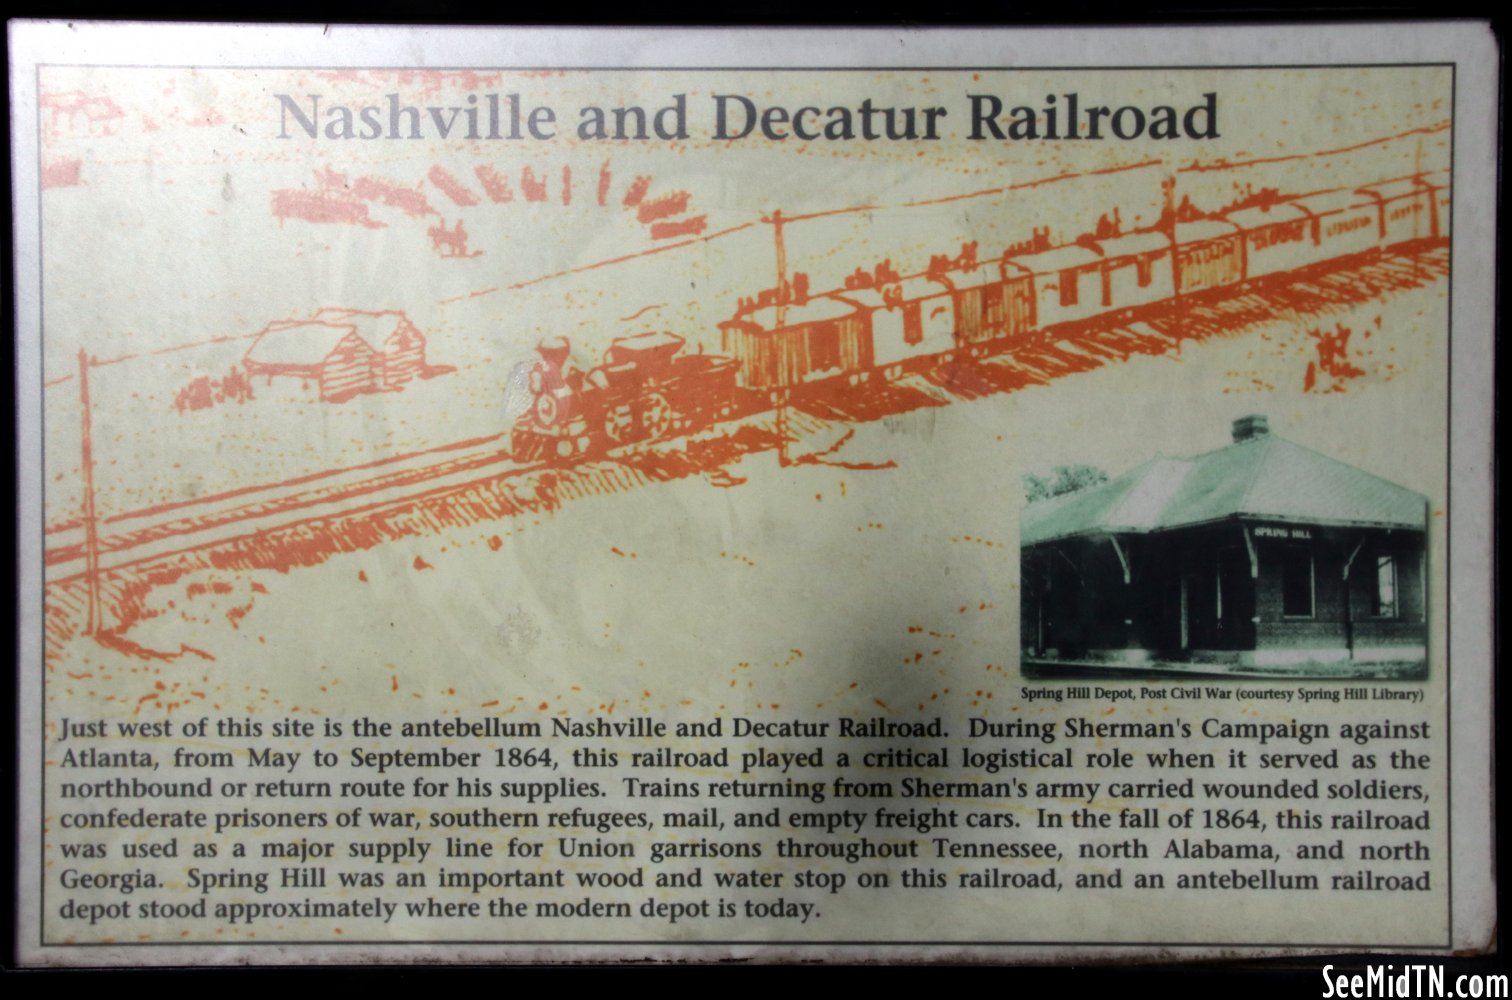 Nashville and Decatur Railroad
SPRING HILL
Spring Hill Depot, Post Civil War (courtesy Spring Hill Library)
Just west of this site is the antebellum Nashville and Decatur Railroad. During Sherman's Campaign against
Atlanta, from May to September 1864, this railroad played a critical logistical role when it served as the
northbound or return route for his supplies. Trains returning from Sherman's army carried wounded soldiers,
confederate prisoners of war, southern refugees, mail, and empty freight cars. In the fall of 1864, this railroad
was used as a major supply line for Union garrisons throughout Tennessee, north Alabama, and north
Georgia. Spring Hill was an important wood and water stop on this railroad, and an antebellum railroad
depot stood approximately where the modern depot is today.
SeeMidTN.com